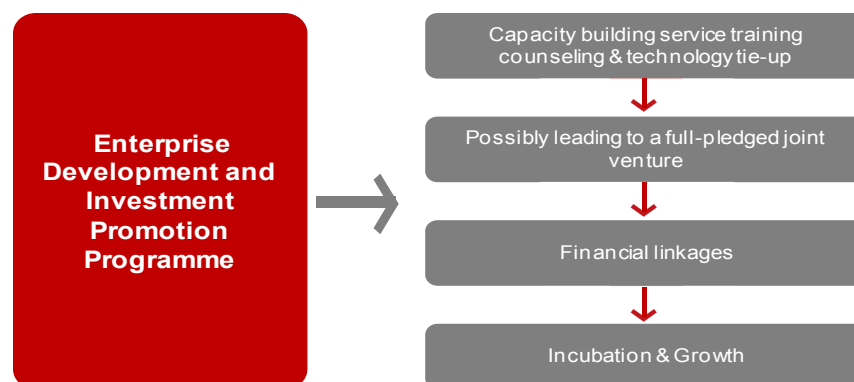 Enterprise
Development and
Investment
Promotion
Programme
Capacity building service training
counseling & technology tie-up
Possibly leading to a full-pledged joint
venture
Financial linkages
Incubation & Growth